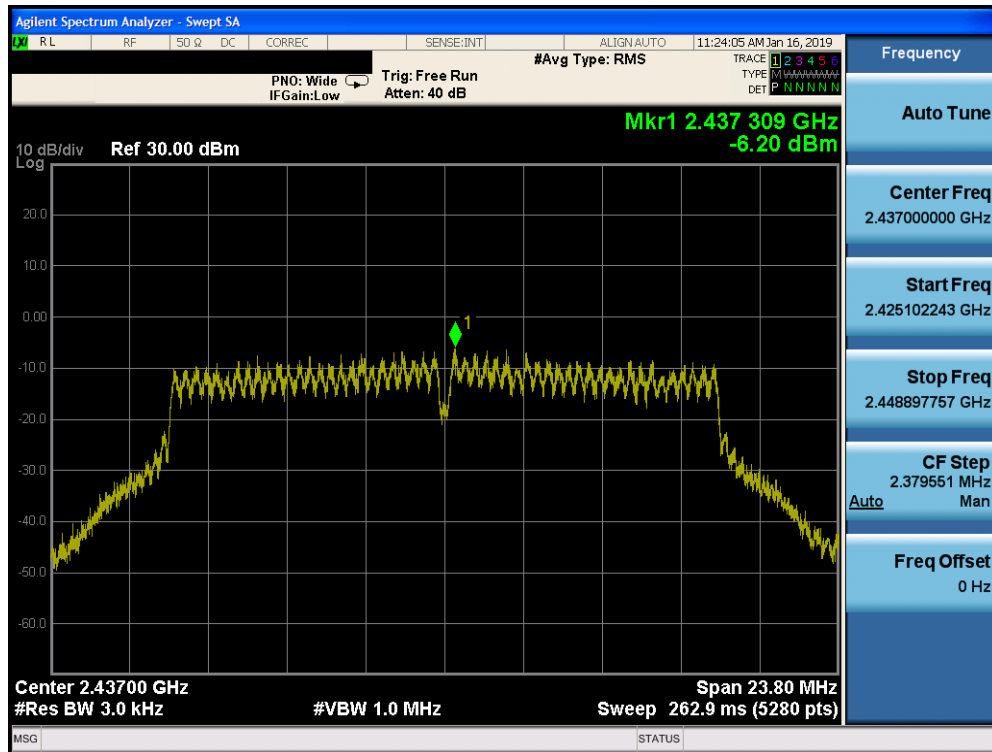 Agilent Spectrum Analyzer - Swept SA
LXI RL RF 50 Ω DC CORREC SENSE:INT ALIGN AUTO 11:24:05 AM Jan 16, 2019
#Avg Type: RMS
TRACE 1 2 3 4 5 6
PNO: Wide Trig: Free Run
TYPE M WWWWW
IFGain:Low Atten: 40 dB
DET P N N N N N
Mkr1 2.437 309 GHz
-6.20 dBm
10 dB/div Ref 30.00 dBm
Log
20.0
10.0
0.00
1
-10.0
-20.0
-30.0
-40.0
-50.0
-60.0
Center 2.43700 GHz Span 23.80 MHz
#Res BW 3.0 kHz #VBW 1.0 MHz Sweep 262.9 ms (5280 pts)
MSG STATUS
Frequency
Auto Tune
Center Freq
2.437000000 GHz
Start Freq
2.425102243 GHz
Stop Freq
2.448897757 GHz
CF Step
2.379551 MHz
Auto Man
Freq Offset
0 Hz